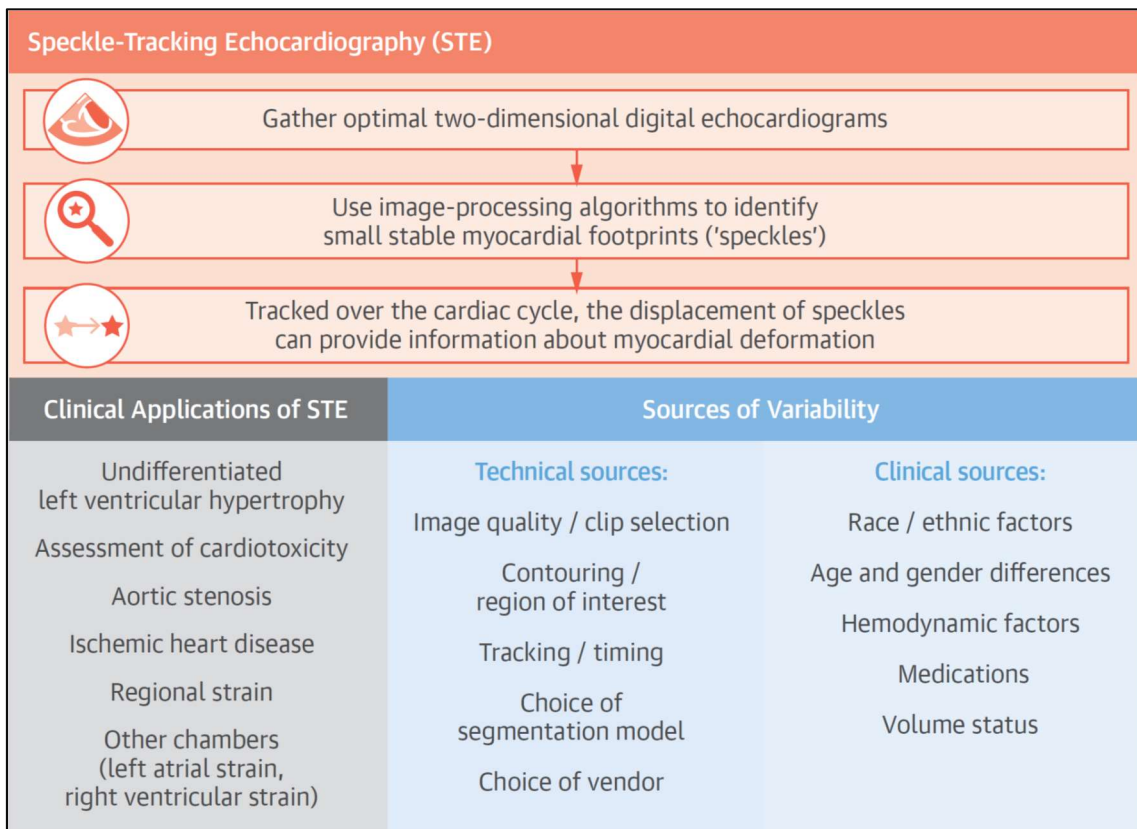 Speckle-Tracking Echocardiography (STE)
Gather optimal two-dimensional digital echocardiograms
Use image-processing algorithms to identify
small stable myocardial footprints ('speckles')
Tracked over the cardiac cycle, the displacement of speckles
can provide information about myocardial deformation
Clinical Applications of STE
Undifferentiated
left ventricular hypertrophy
Assessment of cardiotoxicity
Aortic stenosis
Ischemic heart disease
Regional strain
Other chambers
(left atrial strain,
right ventricular strain)
Sources of Variability
Technical sources:
Image quality / clip selection
Contouring /
region of interest
Tracking / timing
Choice of
segmentation model
Choice of vendor
Clinical sources:
Race / ethnic factors
Age and gender differences
Hemodynamic factors
Medications
Volume status